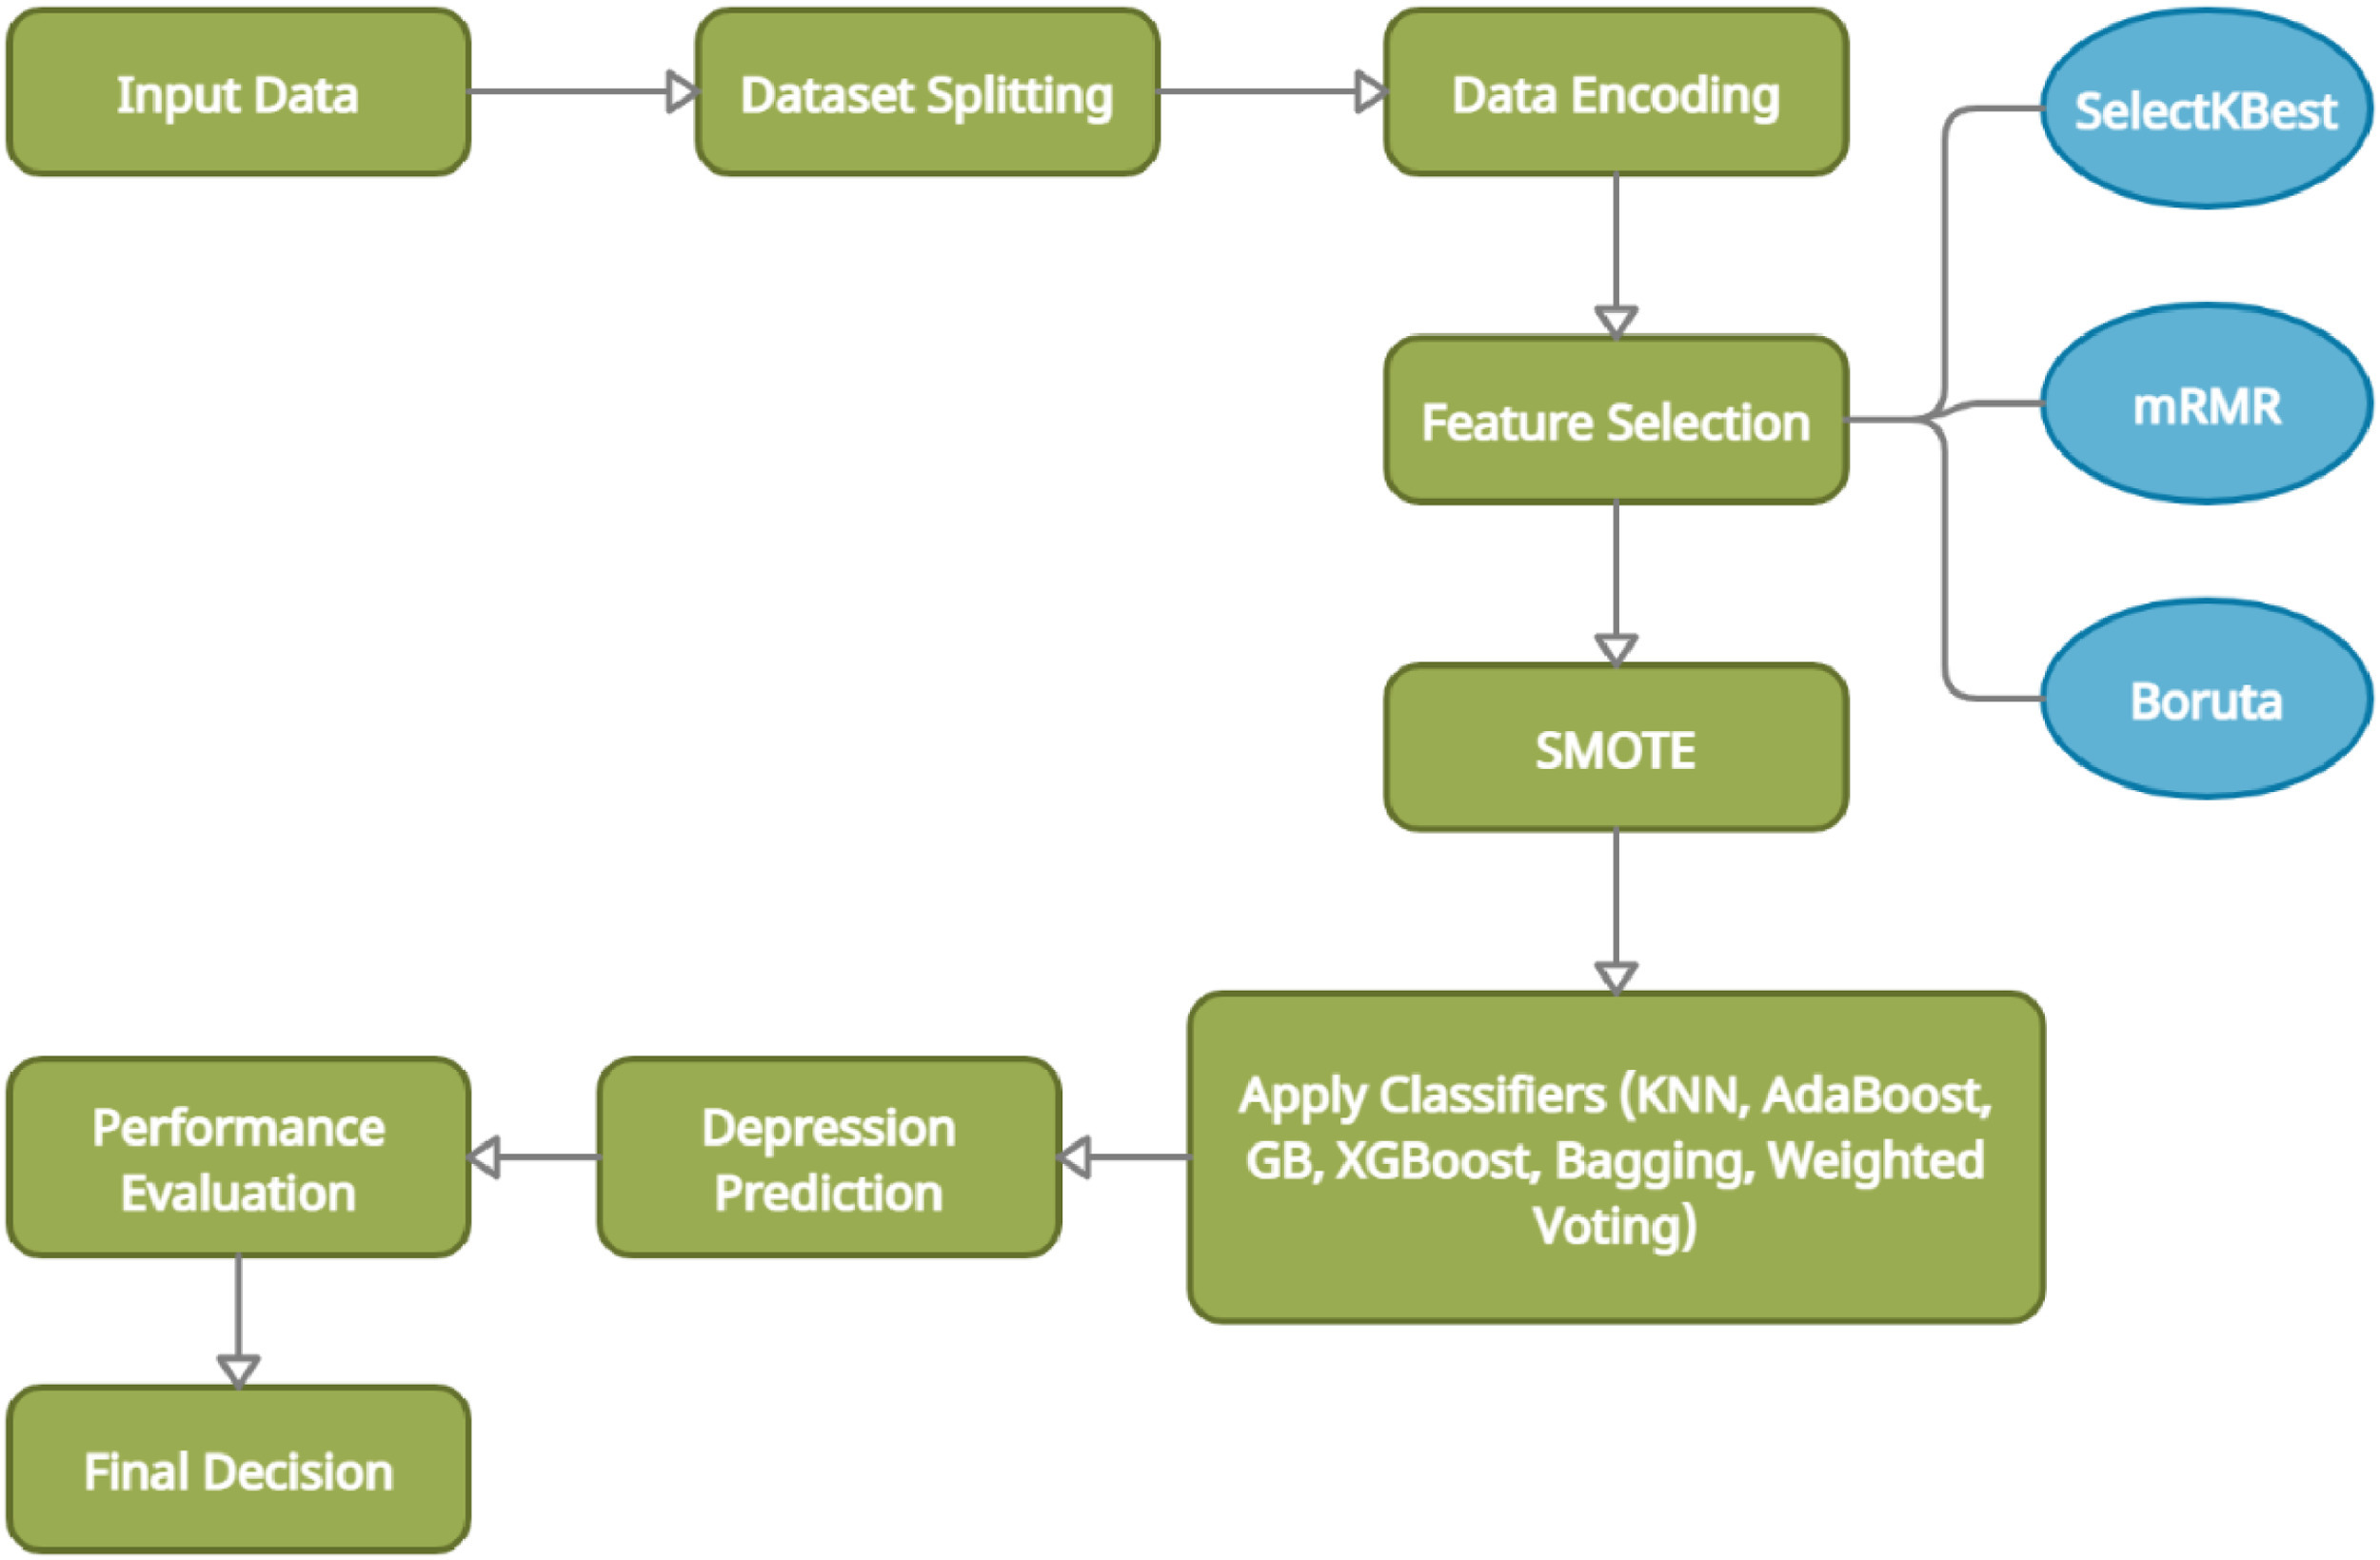 Input Data
Dataset Splitting
Data Encoding
SelectKBest
Feature Selection
mRMR
Boruta
SMOTE
Apply Classifiers (KNN, AdaBoost,
GB, XGBoost, Bagging, Weighted
Voting)
Depression
Prediction
Performance
Evaluation
Final Decision